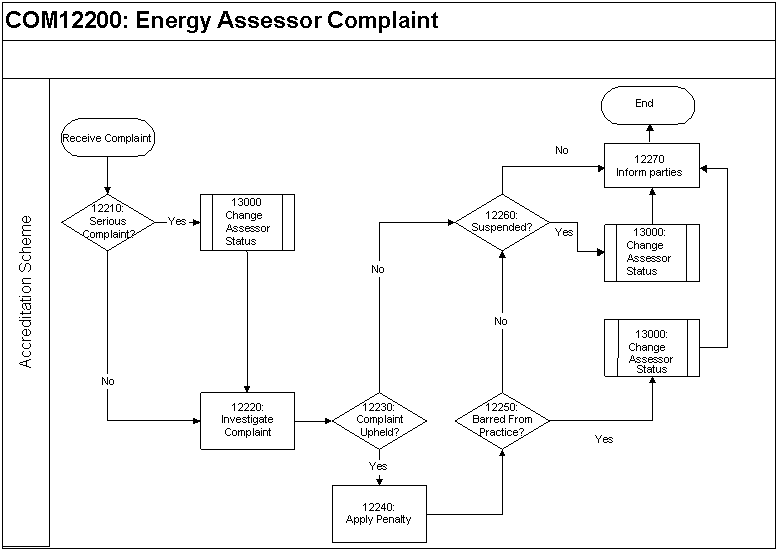 COM12200: Energy Assessor Complaint
Accreditation Scheme
Receive Complaint
12210:
Serious
Complaint?
Yes
13000
Change
Assessor
Status
No
12220:
Investigate
Complaint
12230:
Complaint
Upheld?
No
Yes
12240:
Apply Penalty
12250:
Barred From
Practice?
No
Yes
13000:
Change
Assessor
Status
12260:
Suspended?
No
Yes
13000:
Change
Assessor
Status
12270
Inform parties
End